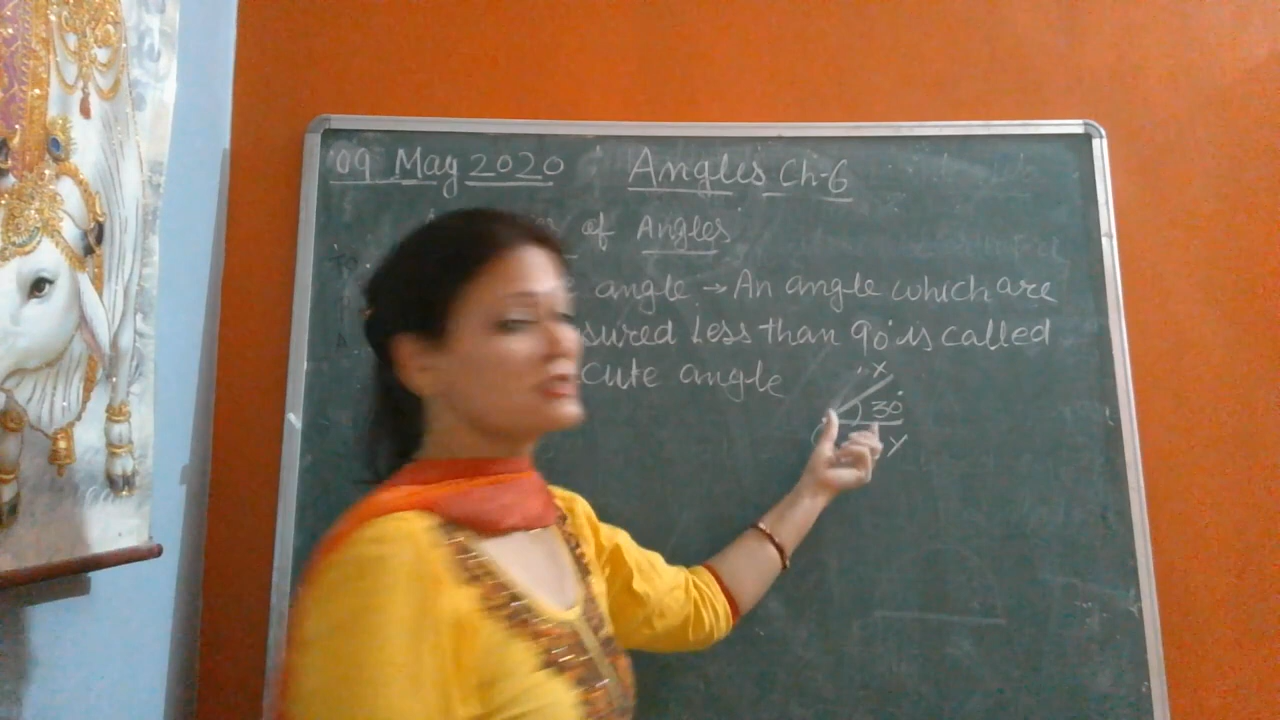 09 May 2020 Angles Ch-6
of Angles
angle → An angle which are
sured less than 90° is called
cute angle
X
30°
Y